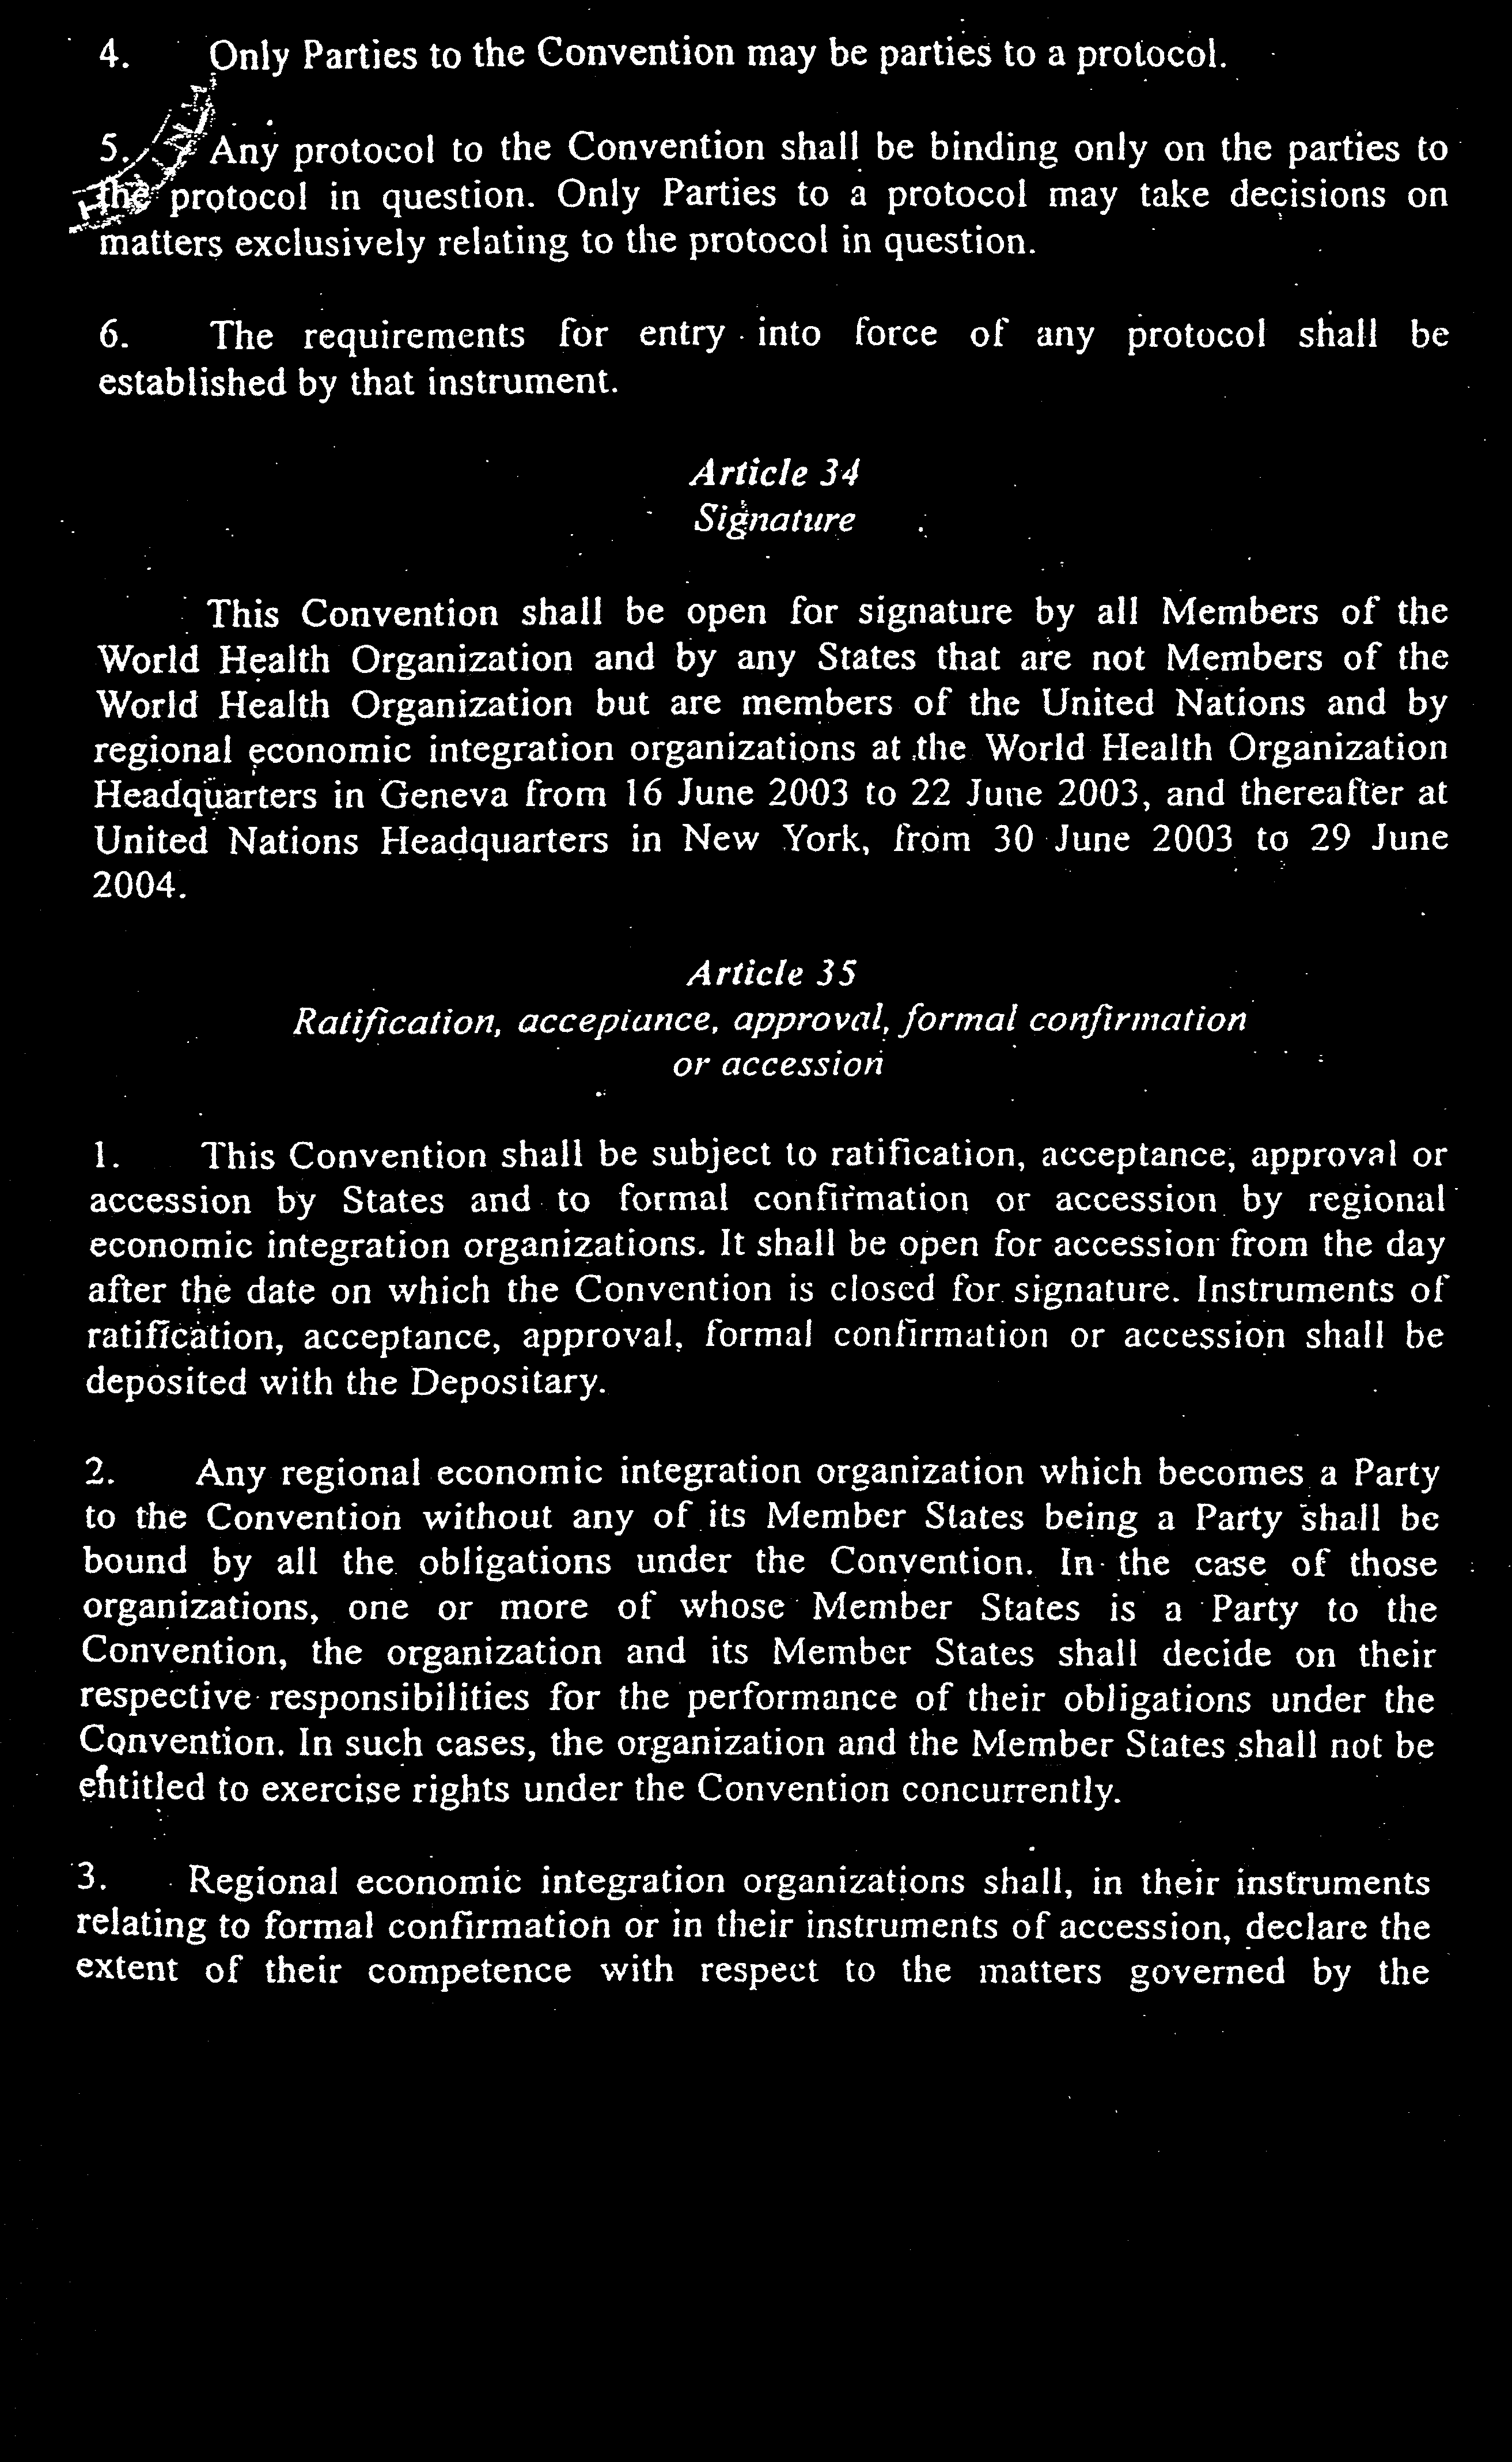 4. Only Parties to the Convention may be parties to a protocol.
5. Any protocol to the Convention shall be binding only on the parties to
the protocol in question. Only Parties to a protocol may take decisions on
matters exclusively relating to the protocol in question.
6. The requirements for entry into force of any protocol shall be
established by that instrument.
Article 34
Signature
This Convention shall be open for signature by all Members of the
World Health Organization and by any States that are not Members of the
World Health Organization but are members of the United Nations and by
regional economic integration organizations at the World Health Organization
Headquarters in Geneva from 16 June 2003 to 22 June 2003, and thereafter at
United Nations Headquarters in New York, from 30 June 2003 to 29 June
2004.
Article 35
Ratification, acceptance, approval, formal confirmation
or accession
1. This Convention shall be subject to ratification, acceptance, approval or
accession by States and to formal confirmation or accession by regional
economic integration organizations. It shall be open for accession from the day
after the date on which the Convention is closed for signature. Instruments of
ratification, acceptance, approval, formal confirmation or accession shall be
deposited with the Depositary.
2. Any regional economic integration organization which becomes a Party
to the Convention without any of its Member States being a Party shall be
bound by all the obligations under the Convention. In the case of those
organizations, one or more of whose Member States is a Party to the
Convention, the organization and its Member States shall decide on their
respective responsibilities for the performance of their obligations under the
Convention. In such cases, the organization and the Member States shall not be
entitled to exercise rights under the Convention concurrently.
3. Regional economic integration organizations shall, in their instruments
relating to formal confirmation or in their instruments of accession, declare the
extent of their competence with respect to the matters governed by the